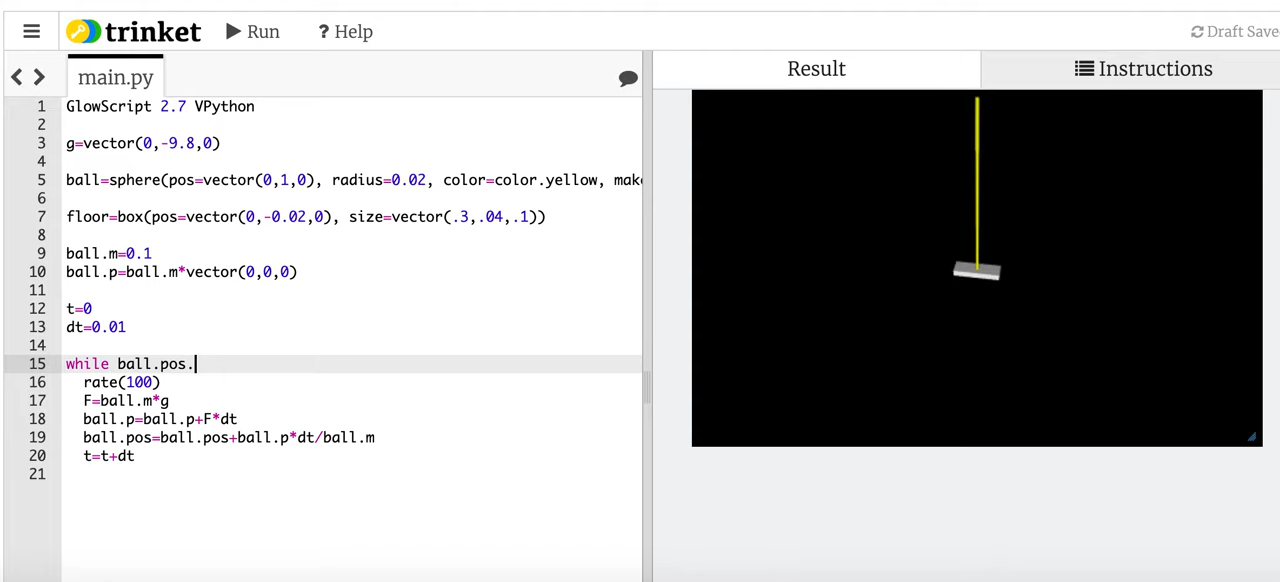 trinket Run ? Help Draft Save
main.py Result Instructions
1 GlowScript 2.7 VPython
2
3 g=vector(0,-9.8,0)
4
5 ball=sphere(pos=vector(0,1,0), radius=0.02, color=color.yellow, mak
6
7 floor=box(pos=vector(0,-0.02,0), size=vector(.3,.04,.1))
8
9 ball.m=0.1
10 ball.p=ball.m*vector(0,0,0)
11
12 t=0
13 dt=0.01
14
15 while ball.pos.
16 rate(100)
17 F=ball.m*g
18 ball.p=ball.p+F*dt
19 ball.pos=ball.pos+ball.p*dt/ball.m
20 t=t+dt
21